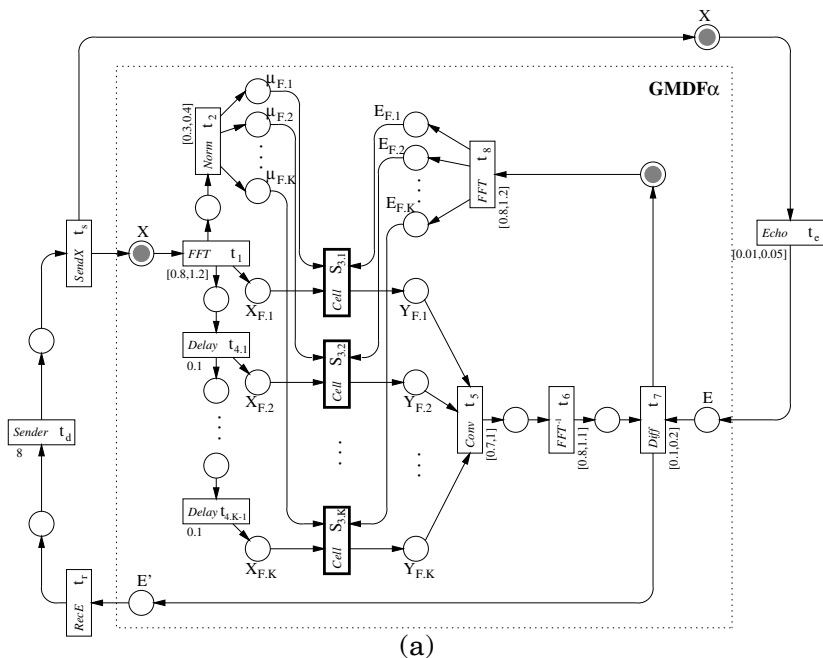 X
GMDFα
μF.1
μF.2
μF.K
[0.3,0.4]
Norm t2
EF.1
EF.2
EF.K
FFT t8
[0.8,1.2]
SendX ts
X
FFT t1
[0.8,1.2]
Echo te
[0.01,0.05]
Cell S3,1
XF.1
YF.1
Delay t4.1
0.1
Cell S3,2
XF.2
YF.2
Conv t5
[0.7,1]
FFT-1 t6
[0.8,1.1]
Diff t7
[0.1,0.2]
E
Sender td
8
Delay t4.K-1
0.1
Cell S3.K
XF.K
YF.K
RecE tr
E'
(a)